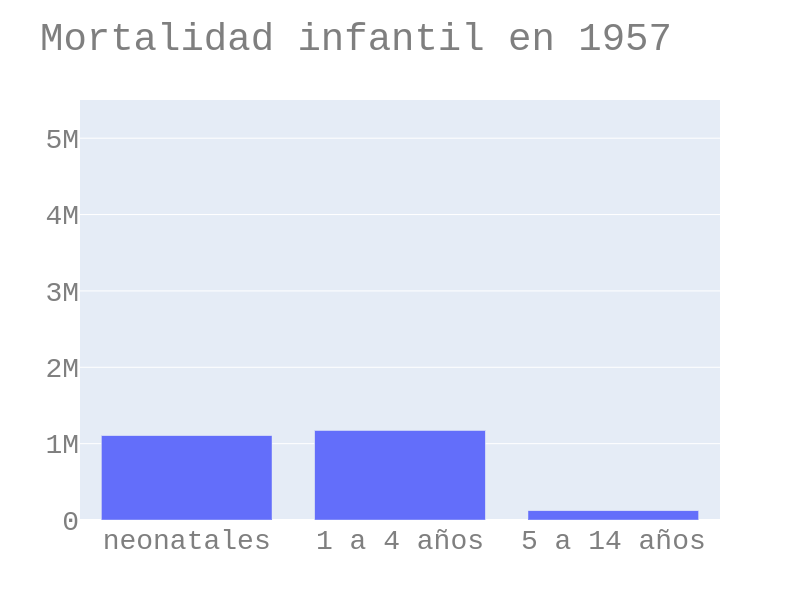 Mortalidad infantil en 1957
5M
4M
3M
2M
1M
0
neonatales
1 a 4 años
5 a 14 años